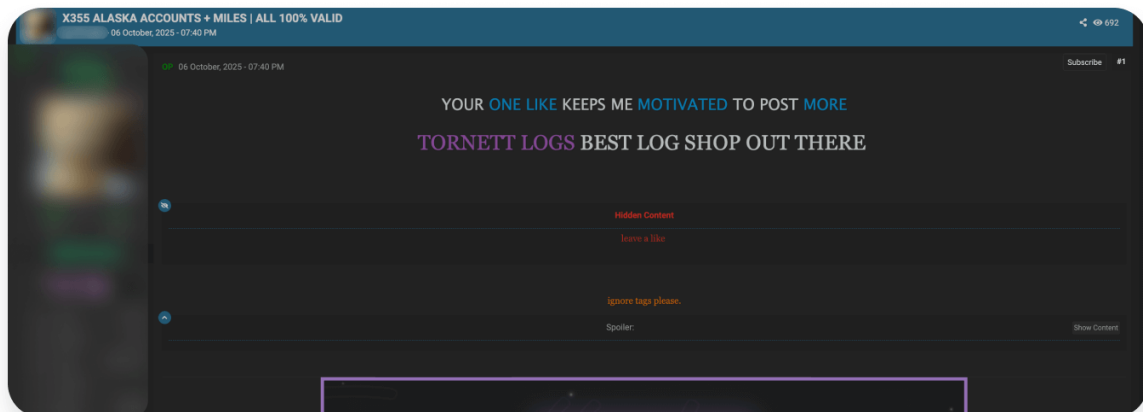 X355 ALASKA ACCOUNTS + MILES | ALL 100% VALID
06 October, 2025 - 07:40 PM
692
OP 06 October, 2025 - 07:40 PM
Subscribe #1
YOUR ONE LIKE KEEPS ME MOTIVATED TO POST MORE
TORNETT LOGS BEST LOG SHOP OUT THERE
Hidden Content
leave a like
ignore tags please.
Spoiler:
Show Content